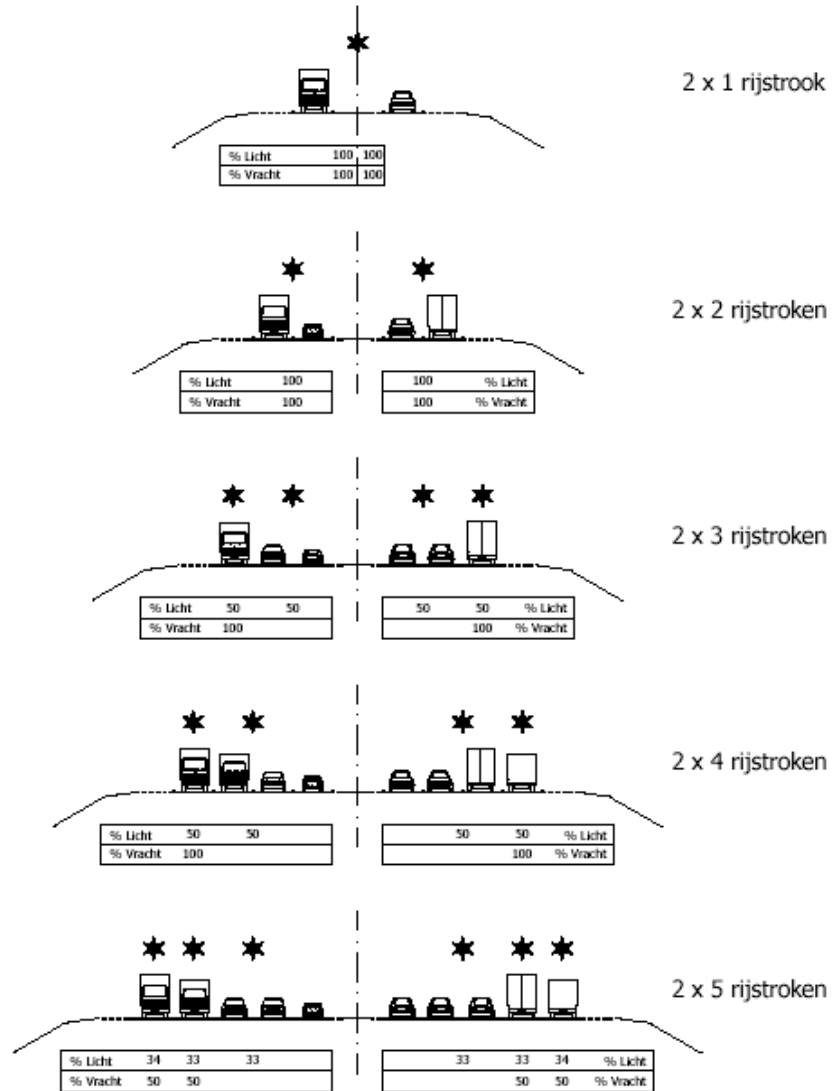 2 x 1 rijstrook
% Licht 100 100
% Vracht 100 100
2 x 2 rijstroken
% Licht 100 100 % Licht
% Vracht 100 100 % Vracht
2 x 3 rijstroken
% Licht 50 50 50 50 % Licht
% Vracht 100 100 % Vracht
2 x 4 rijstroken
% Licht 50 50 50 50 % Licht
% Vracht 100 100 % Vracht
2 x 5 rijstroken
% Licht 34 33 33 33 33 34 % Licht
% Vracht 50 50 50 50 % Vracht